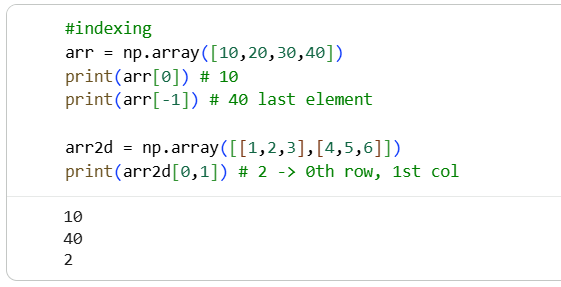 #indexing
arr = np.array([10,20,30,40])
print(arr[0]) # 10
print(arr[-1]) # 40 last element
arr2d = np.array([[1,2,3],[4,5,6]])
print(arr2d[0,1]) # 2 -> 0th row, 1st col
10
40
2